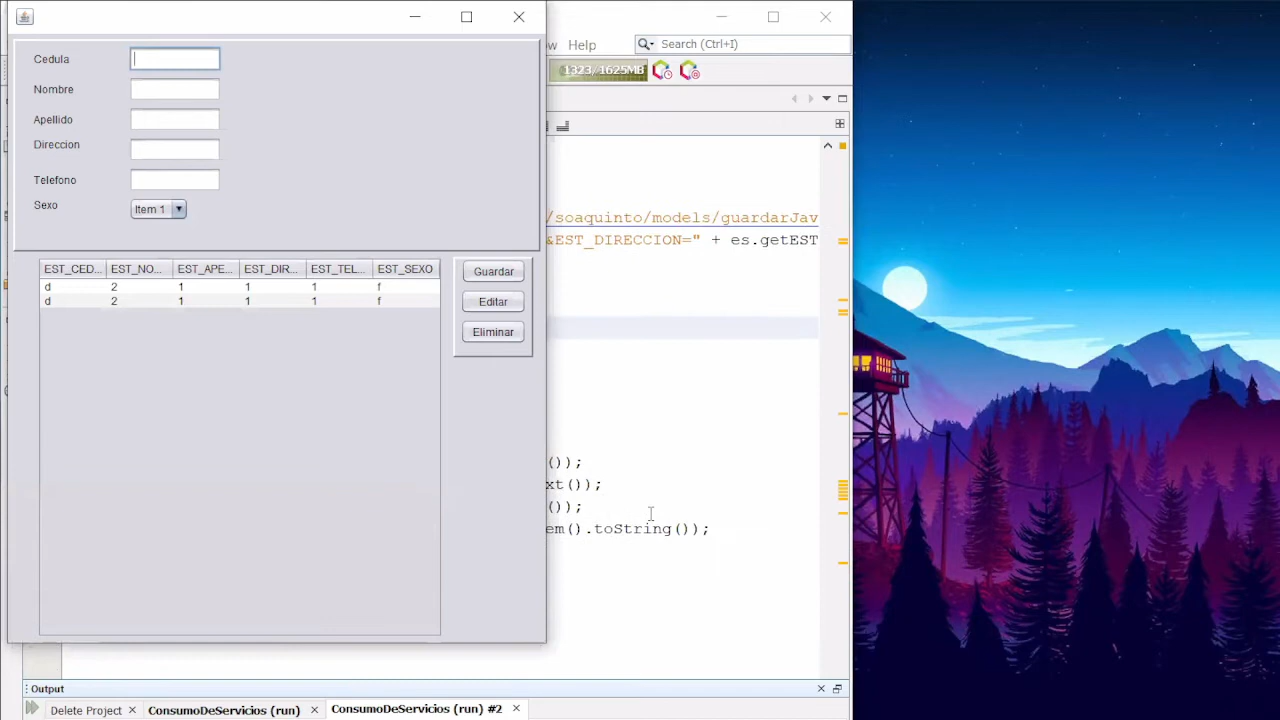 ow Help Search (Ctrl+I)
1323/1625MB
Cedula
Nombre
Apellido
Direccion
Telefono
Sexo Item 1
EST_CED... EST_NO... EST_APE... EST_DIR... EST_TEL... EST_SEXO
d 2 1 1 1 f
d 2 1 1 1 f
Guardar
Editar
Eliminar
/soaquinto/models/guardarJav
&EST_DIRECCION=" + es.getEST
());
xt());
());
em().toString());
Output
Delete Project ConsumoDeServicios (run) ConsumoDeServicios (run) #2